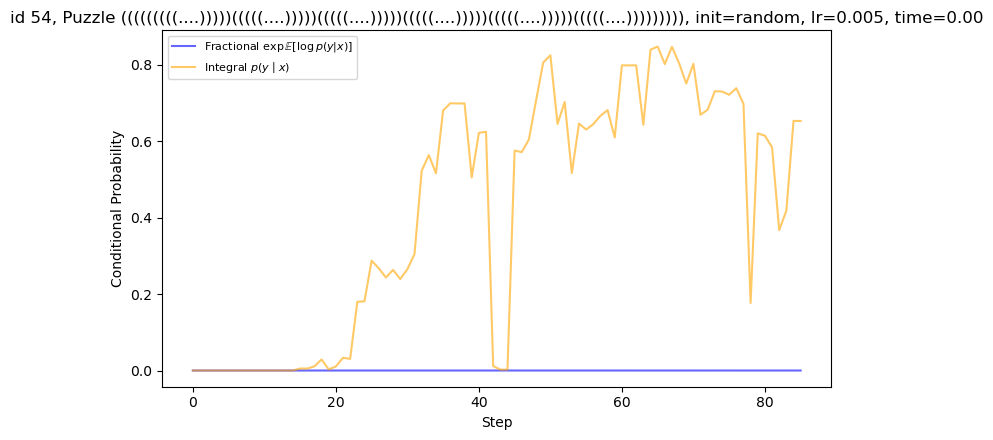 id 54, Puzzle (((((((((....)))))(((((....)))))(((((....)))))(((((....)))))(((((....)))))(((((....))))))))), init=random, lr=0.005, time=0.00
Fractional exp𝔼[log p(y|x)]
Integral p(y | x)
Conditional Probability
0.8
0.6
0.4
0.2
0.0
0
20
40
60
80
Step